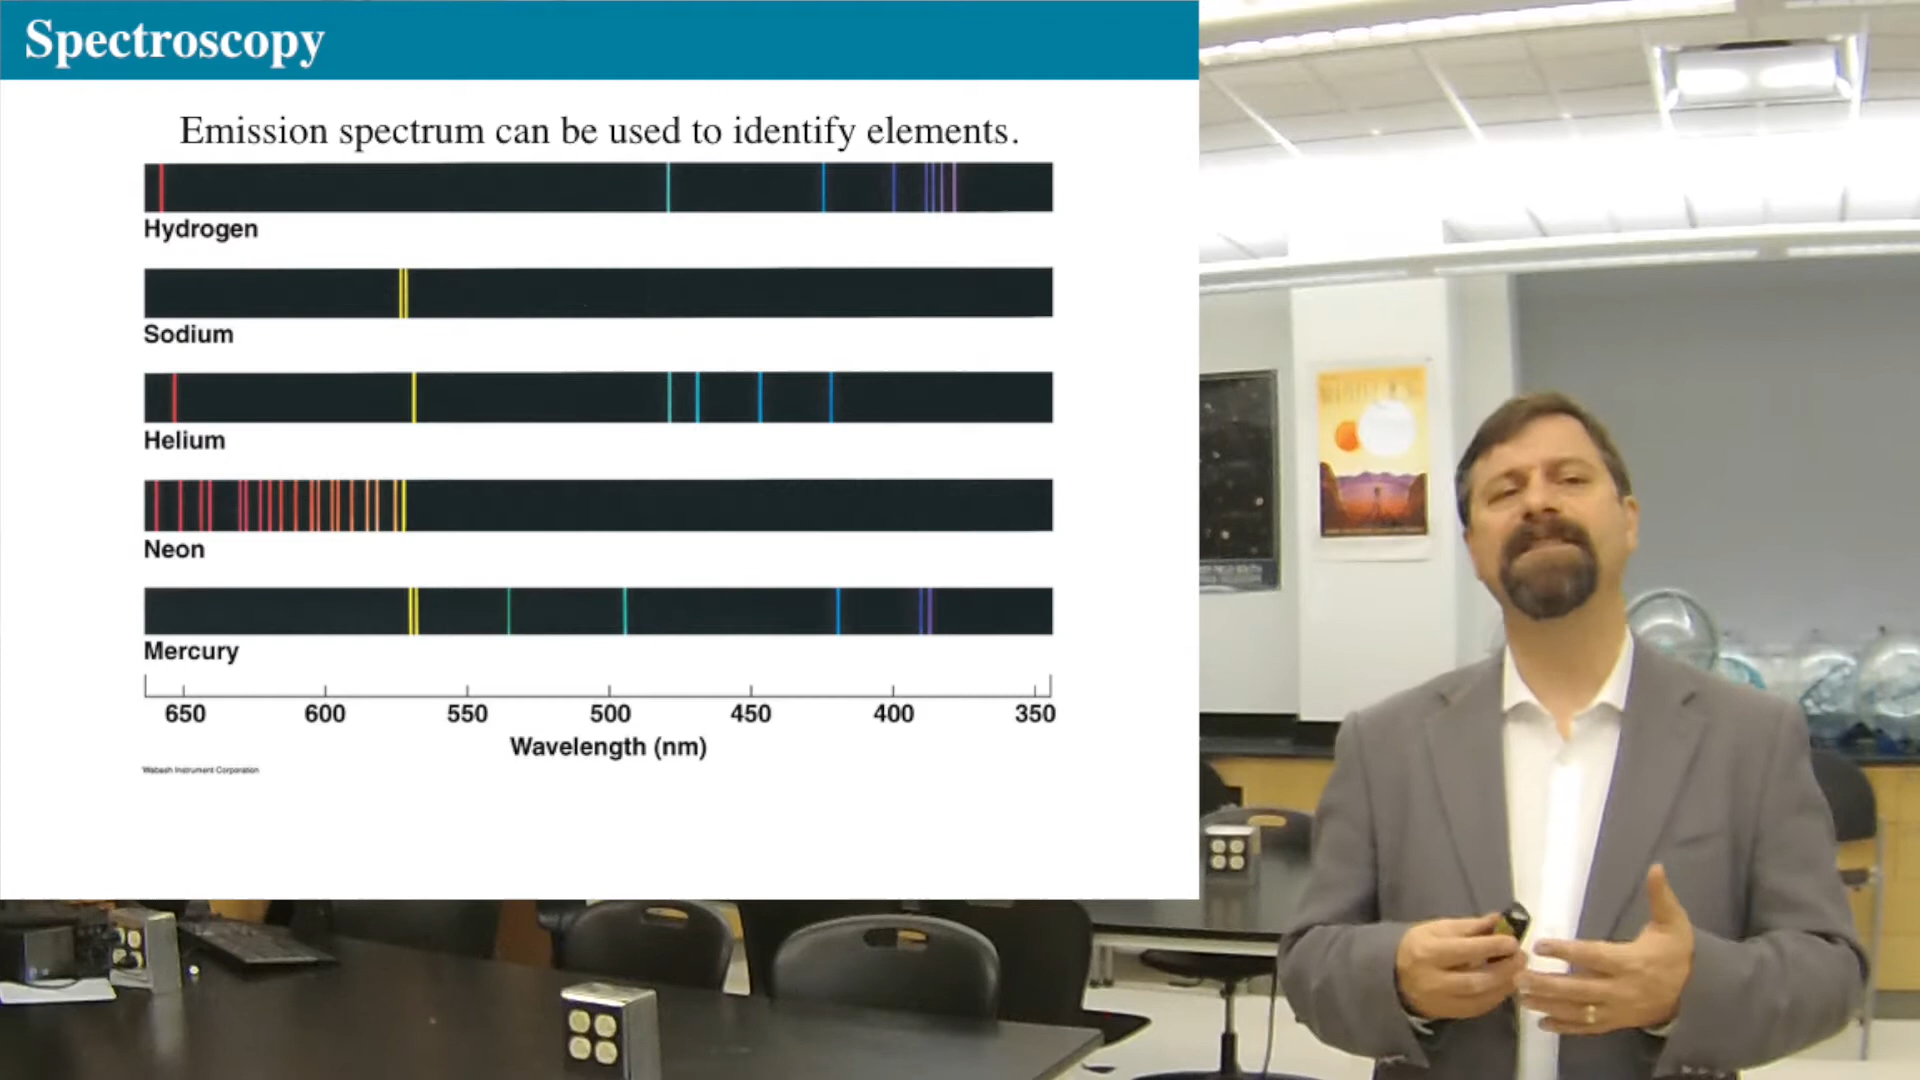 Spectroscopy
Emission spectrum can be used to identify elements.
Hydrogen
Sodium
Helium
Neon
Mercury
650 600 550 500 450 400 350
Wavelength (nm)
Wabash Instrument Corporation